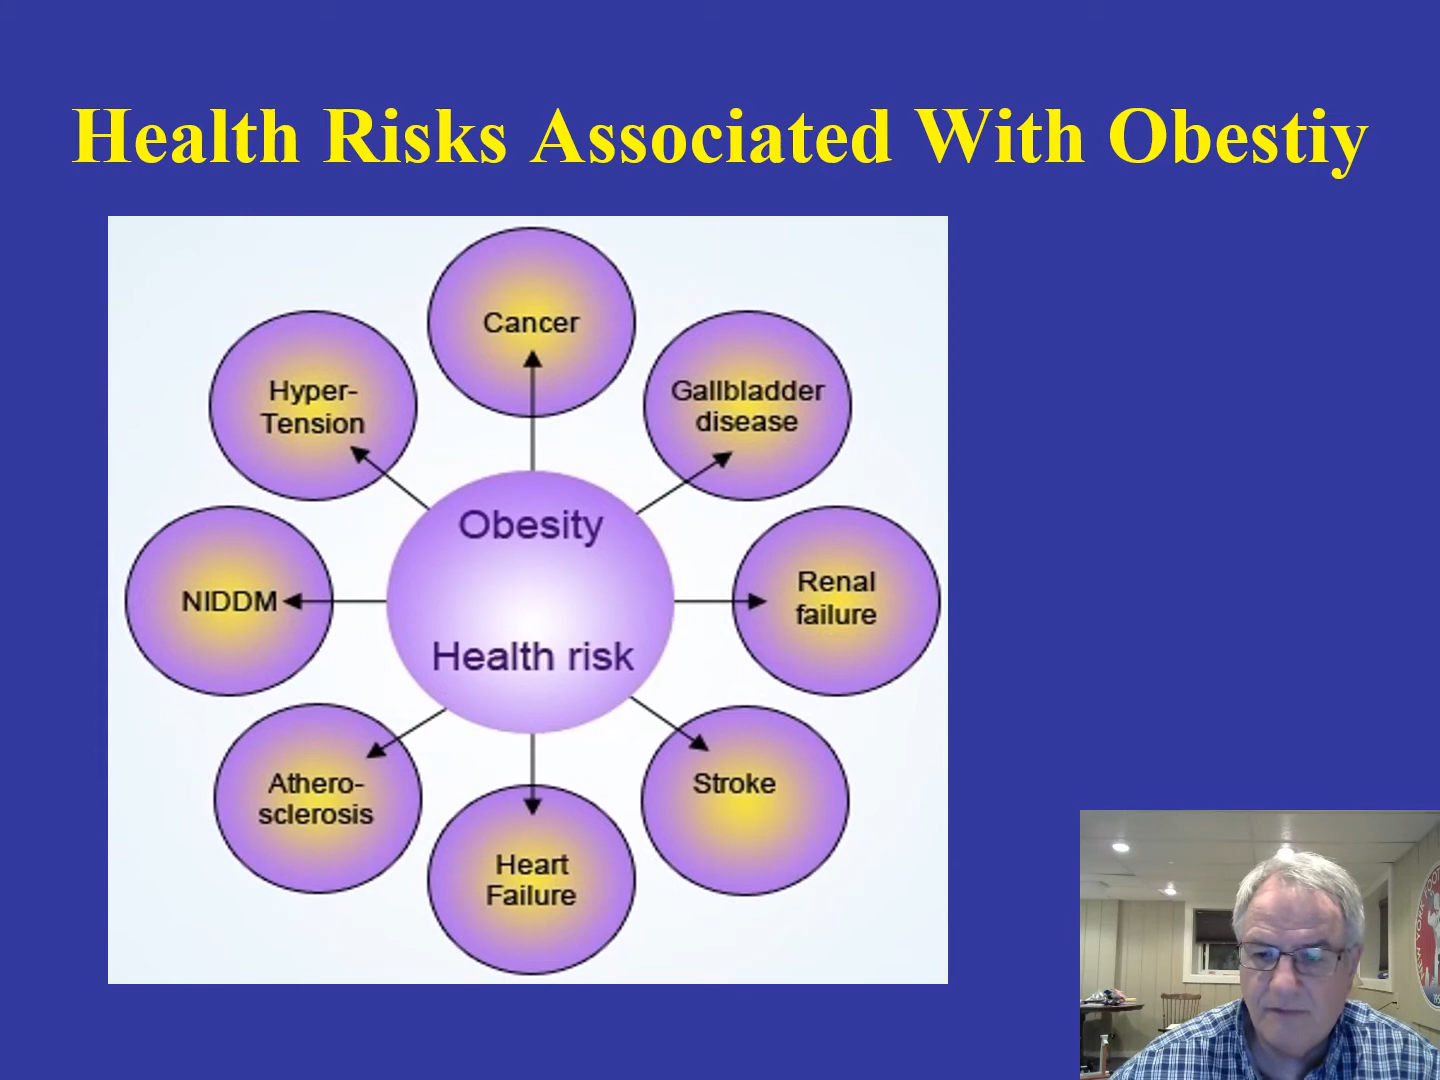 Health Risks Associated With Obestiy
Cancer
Hyper-
Tension
Gallbladder
disease
Obesity
Health risk
NIDDM
Renal
failure
Athero-
sclerosis
Stroke
Heart
Failure